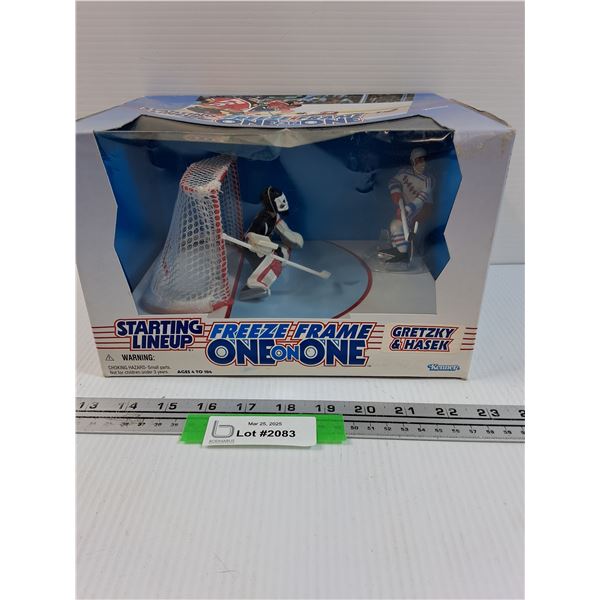 ONE ON ONE
STARTING
LINEUP
FREEZE FRAME
ONE ON ONE
GRETZKY
& HASEK
WARNING:
CHOKING HAZARD-Small parts.
Not for children under 3 years.
AGES 4 TO 104
Kenner
13 14 15 16 17 18 19 20 21 22 23
Mar 25, 2025
Lot #2083